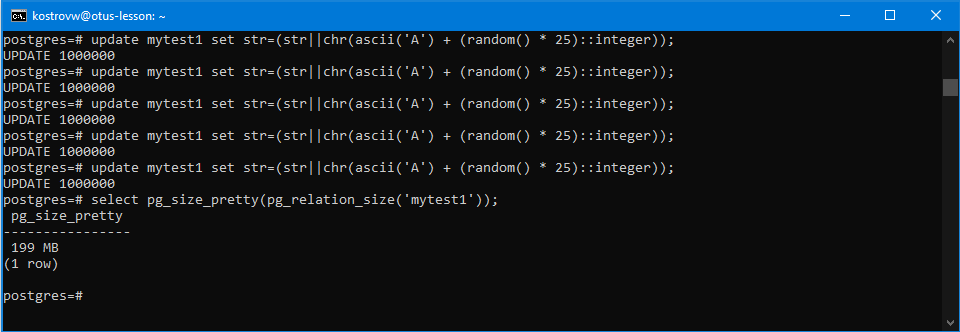 kostrovw@otus-lesson: ~
postgres=# update mytest1 set str=(str||chr(ascii('A') + (random() * 25)::integer));
UPDATE 1000000
postgres=# update mytest1 set str=(str||chr(ascii('A') + (random() * 25)::integer));
UPDATE 1000000
postgres=# update mytest1 set str=(str||chr(ascii('A') + (random() * 25)::integer));
UPDATE 1000000
postgres=# update mytest1 set str=(str||chr(ascii('A') + (random() * 25)::integer));
UPDATE 1000000
postgres=# update mytest1 set str=(str||chr(ascii('A') + (random() * 25)::integer));
UPDATE 1000000
postgres=# select pg_size_pretty(pg_relation_size('mytest1'));
pg_size_pretty
----------------
199 MB
(1 row)
postgres=#